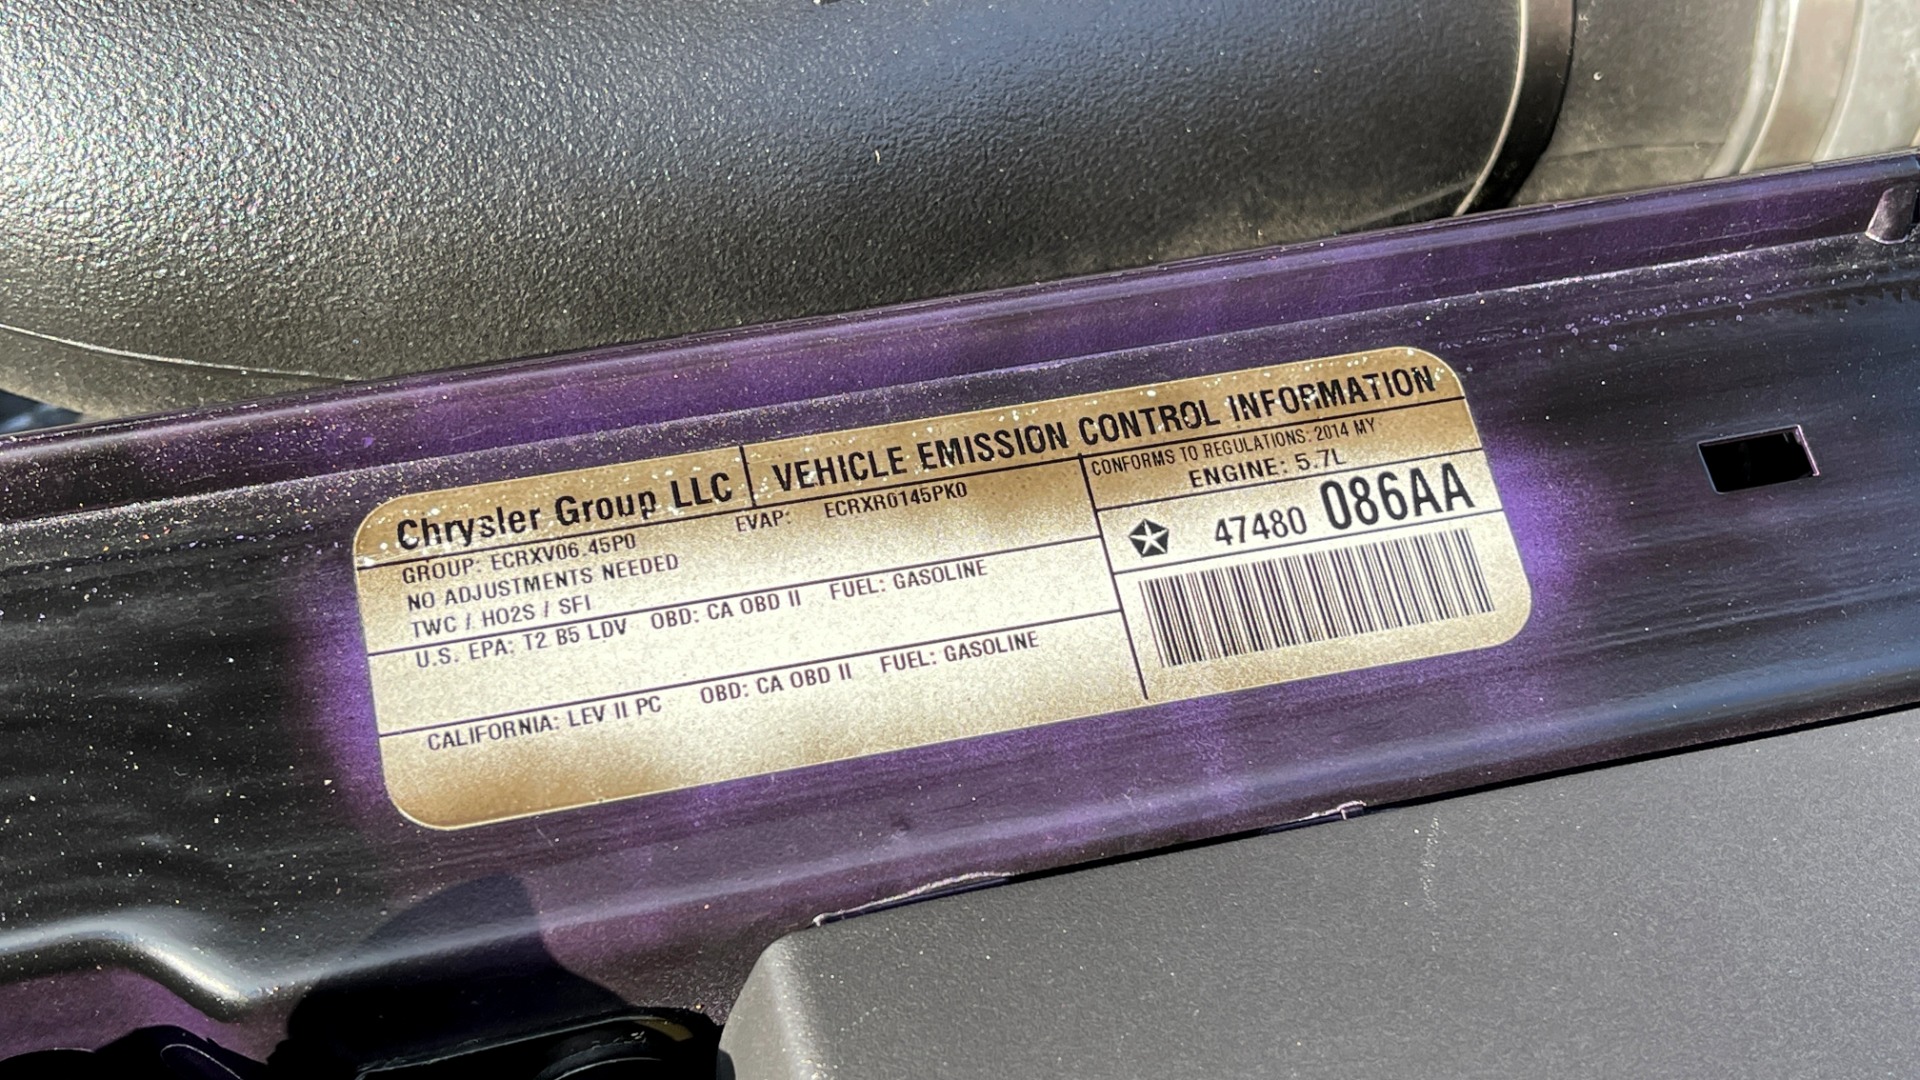 Chrysler Group LLC
VEHICLE EMISSION CONTROL INFORMATION
GROUP: ECRXV06.45P0
EVAP: ECRXR0145PK0
NO ADJUSTMENTS NEEDED
TWC / HO2S / SFI
U.S. EPA: T2 B5 LDV OBD: CA OBD II FUEL: GASOLINE
CALIFORNIA: LEV II PC OBD: CA OBD II FUEL: GASOLINE
CONFORMS TO REGULATIONS: 2014 MY
ENGINE: 5.7L
47480 086AA